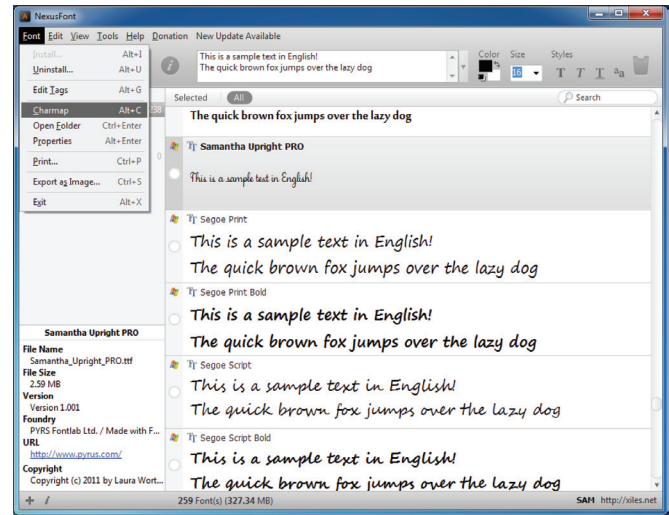 NexusFont
Font Edit View Tools Help Donation New Update Available
Install... Alt+I
Uninstall... Alt+U
Edit Tags Alt+G
Charmap Alt+C
Open Folder Ctrl+Enter
Properties Alt+Enter
Print... Ctrl+P
Export as Image... Ctrl+S
Exit Alt+X
238
0
This is a sample text in English!
The quick brown fox jumps over the lazy dog
Color Size Styles
16 T T T aa
Selected All Search
The quick brown fox jumps over the lazy dog
Samantha Upright PRO
This is a sample text in English!
Segoe Print
This is a sample text in English!
The quick brown fox jumps over the lazy dog
Segoe Print Bold
This is a sample text in English!
The quick brown fox jumps over the lazy dog
Segoe Script
This is a sample text in English!
The quick brown fox jumps over the lazy dog
Segoe Script Bold
This is a sample text in English!
The quick brown fox jumps over the lazy dog
Samantha Upright PRO
File Name
Samantha_Upright_PRO.ttf
File Size
2.59 MB
Version
Version 1.001
Foundry
PYRS Fontlab Ltd. / Made with F...
URL
http://www.pyrus.com/
Copyright
Copyright (c) 2011 by Laura Wort...
259 Font(s) (327.34 MB) SAM http://xiles.net